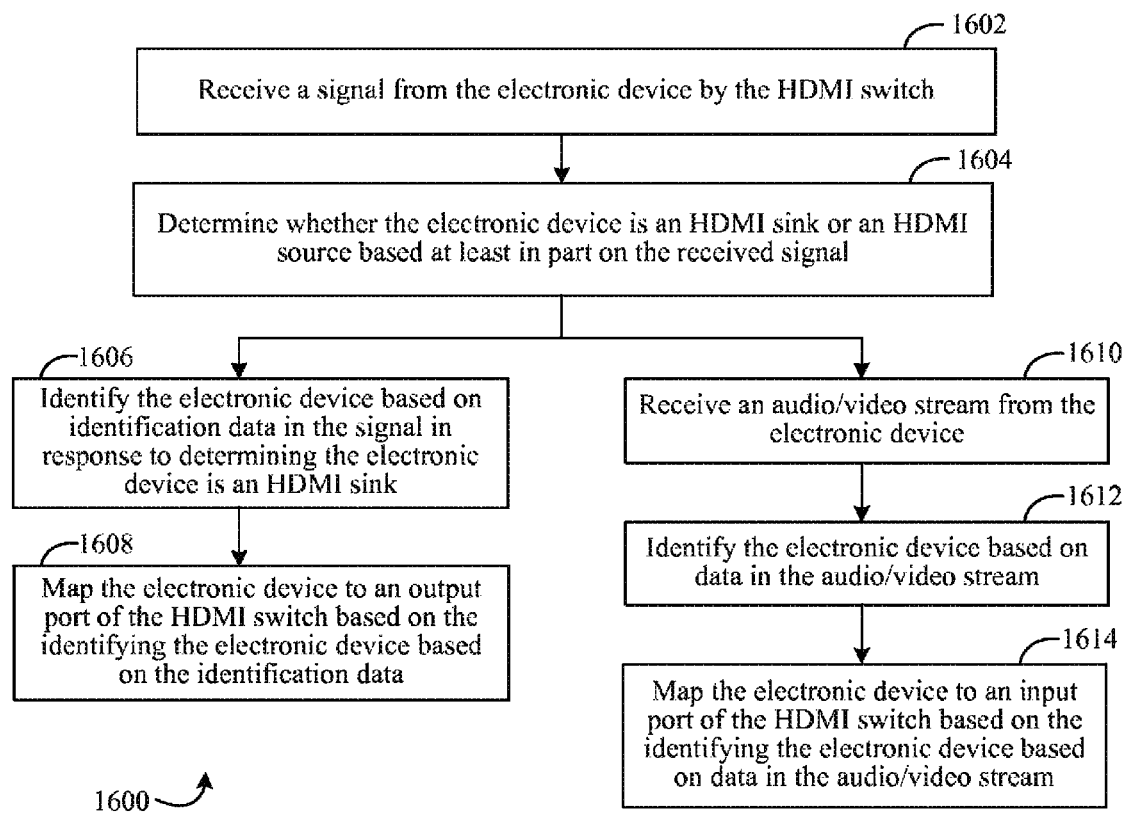 1602
Receive a signal from the electronic device by the HDMI switch
1604
Determine whether the electronic device is an HDMI sink or an HDMI
source based at least in part on the received signal
1606
Identify the electronic device based on
identification data in the signal in
response to determining the electronic
device is an HDMI sink
1608
Map the electronic device to an output
port of the HDMI switch based on the
identifying the electronic device based
on the identification data
1610
Receive an audio/video stream from the
electronic device
1612
Identify the electronic device based on
data in the audio/video stream
1614
Map the electronic device to an input
port of the HDMI switch based on the
identifying the electronic device based
on data in the audio/video stream
1600